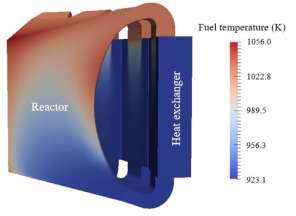 Fuel temperature (K)
1056.0
1022.8
989.5
956.3
923.1
Reactor
Heat exchanger